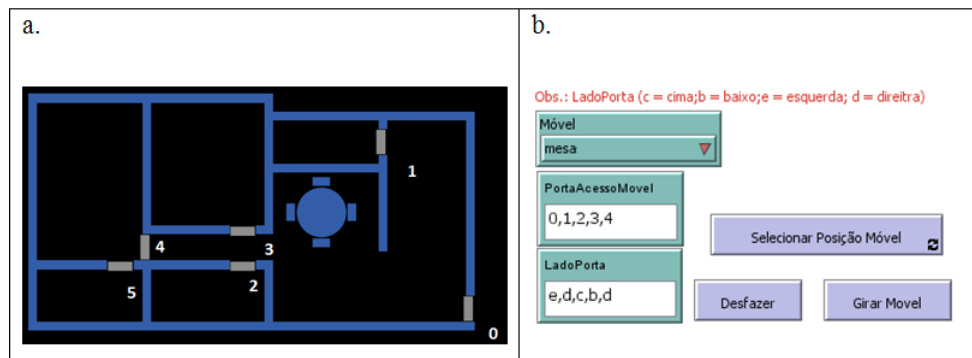 a.
1
4
3
5
2
0
b.
Obs.: LadoPorta (c = cima;b = baixo;e = esquerda; d = direitra)
Móvel
mesa
PortaAcessoMovel
0,1,2,3,4
Selecionar Posição Móvel
LadoPorta
e,d,c,b,d
Desfazer
Girar Movel